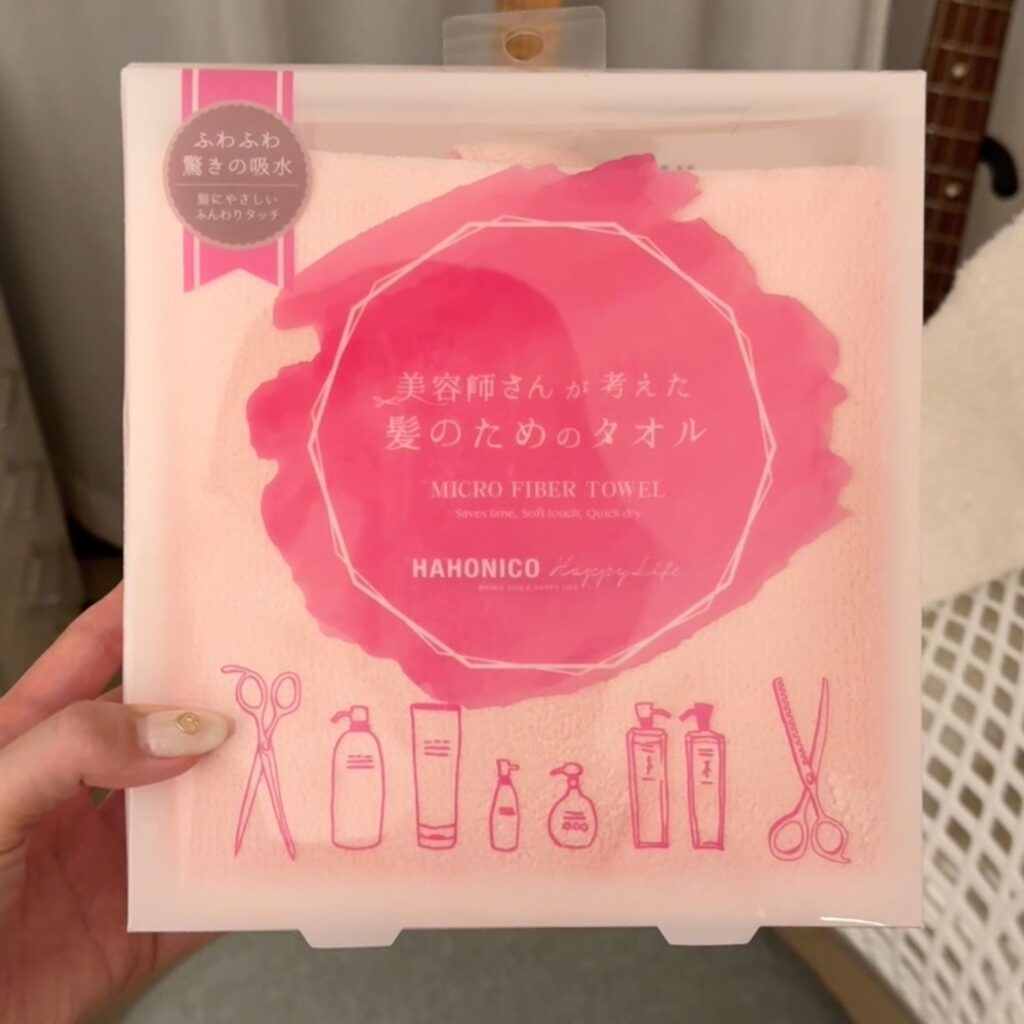 ふわふわ
驚きの吸水
髪にやさしい
ふんわりタッチ
美容師さんが考えた
髪のためのタオル
MICRO FIBER TOWEL
Saves time, Soft touch, Quick dry
HAHONICO Happy Life